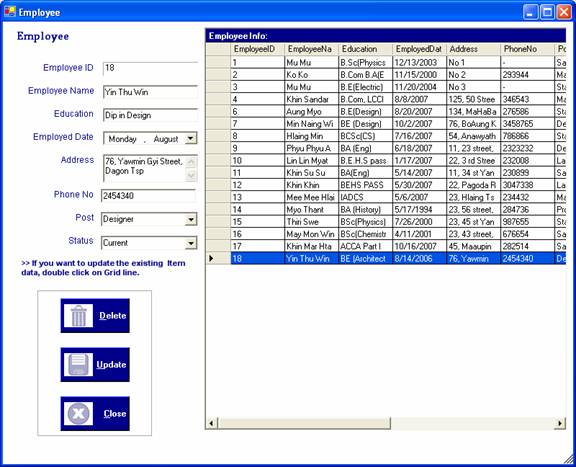 Employee
Employee
Employee ID 18
Employee Name Yin Thu Win
Education Dip in Design
Employed Date Monday , August
Address 76, Yawmin Gyi Street,
Dagon Tsp
Phone No 2454340
Post Designer
Status Current
>> If you want to update the existing Item
data, double click on Grid line.
Delete
Update
Close
Employee Info:
EmployeeID EmployeeNa Education EmployedDat Address PhoneNo Po
1 Mu Mu B.Sc(Physics 12/13/2003 No 1 - Sa
2 Ko Ko B.Com B.A(E 11/15/2000 No 2 293944 Ma
3 Mu Mu B.E(Electric) 11/20/2004 No 3 - Sta
4 Khin Sandar B.Com, LCCI 8/8/2007 125, 50 Stree 346543 Ma
6 Aung Myo B.E (Design) 8/20/2007 134, MaHaBa 276586 Sta
7 Min Naing Wi BE (Design) 10/2/2007 76, BoAung K 3458765 De
8 Hlaing Min BCSc(CS) 7/16/2007 54, Anawyath 786866 Sta
9 Phyu Phyu A BA (Eng) 6/18/2007 11, 23 street, 2323232 De
10 Lin Lin Myat B.E.H.S pass 1/17/2007 22, 3 rd Stree 232008 La
11 Khin Su Su BA(Eng) 5/14/2007 11, 34 st Yan 230899 Sa
12 Khin Khin BEHS PASS 5/30/2007 22, Pagoda R 3047338 La
13 Mee Mee Hlai IADCS 5/6/2007 23, Hlaing Ts 234432 Ma
14 Myo Thant BA (History) 5/17/1994 23, 56 street, 284736 Pro
15 Thiri Swe BSc(Physics 7/26/2000 23, 45 st Yan 987655 Sta
16 May Mon Win BSc(Chemistr 4/11/2001 43, 23 street, 676654 Sa
17 Khin Mar Hta ACCA Part I 10/16/2007 45, Maaupin 282514 Sa
18 Yin Thu Win BE (Architect 8/14/2006 76, Yawmin 2454340 De